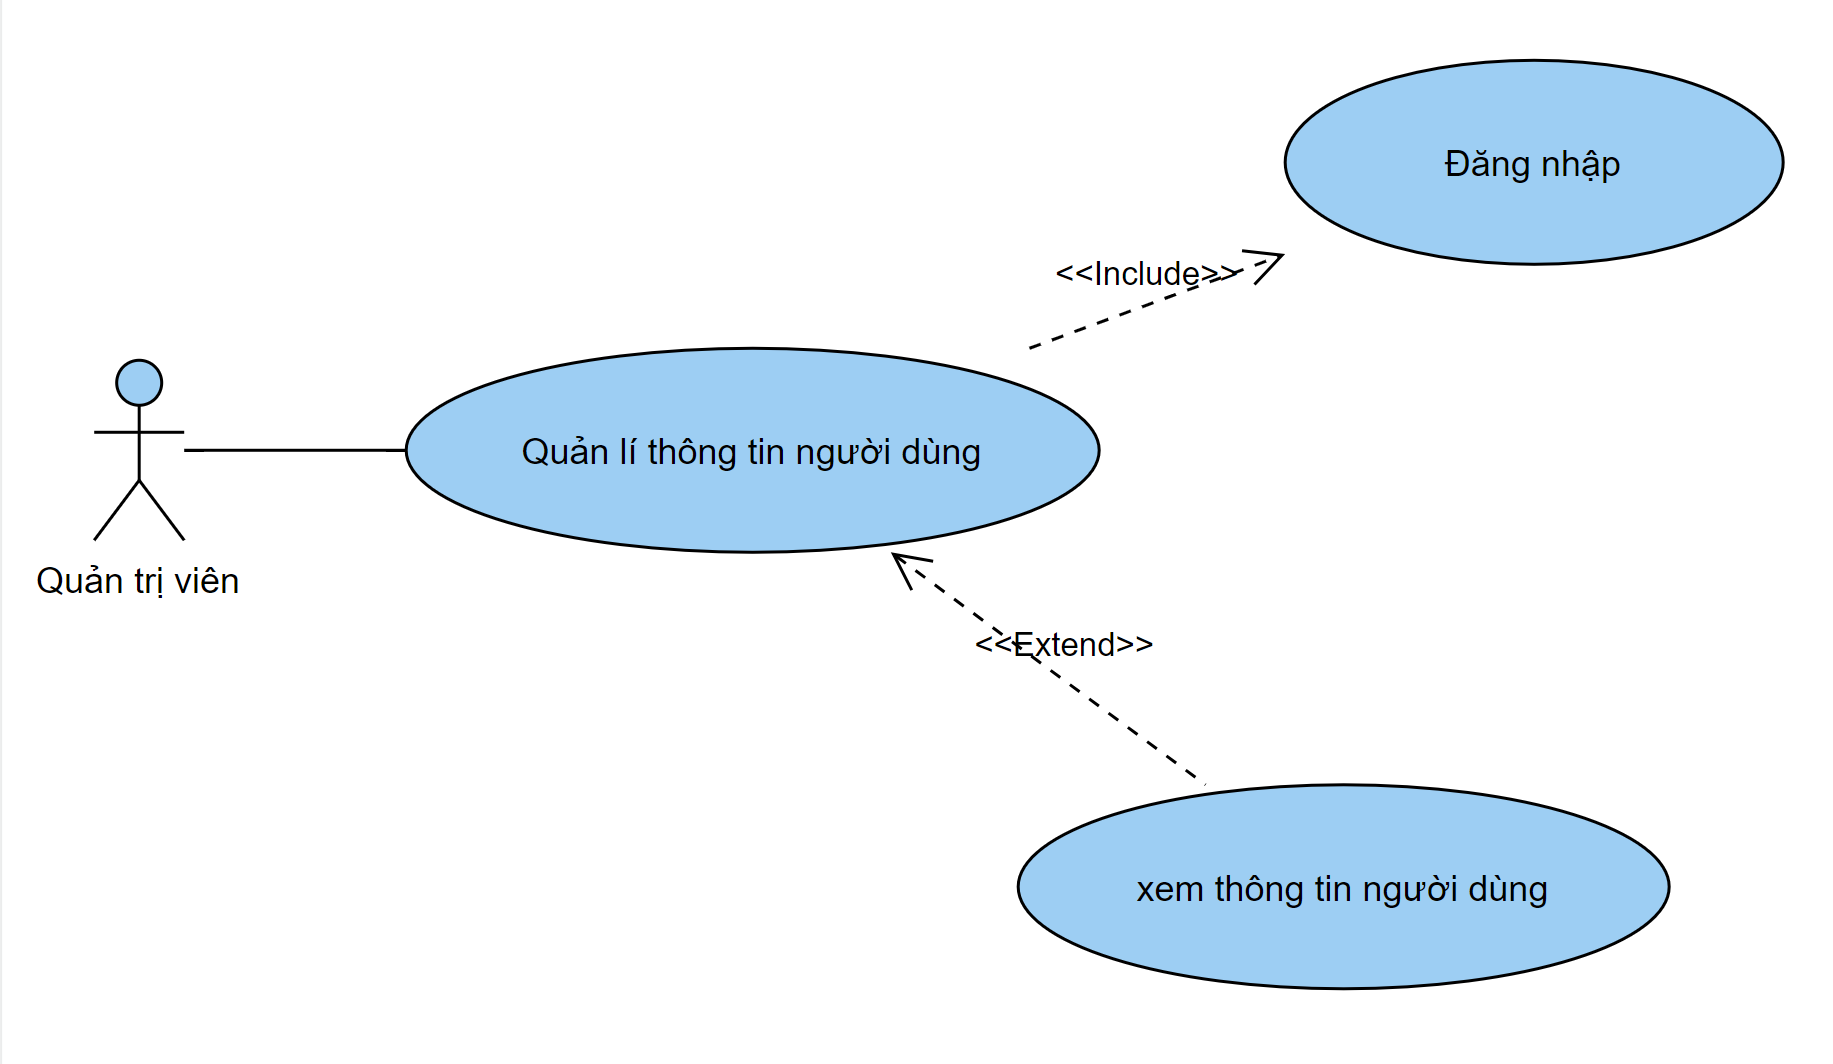 Đăng nhập
<<Include>>
Quản lí thông tin người dùng
Quản trị viên
<<Extend>>
xem thông tin người dùng